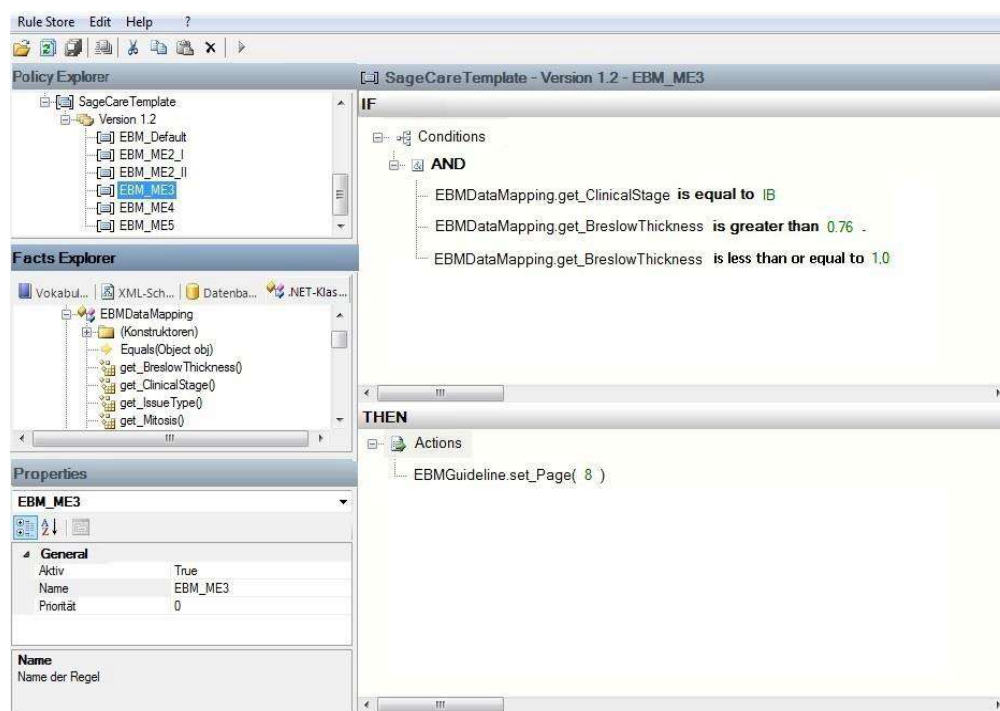 Rule Store Edit Help ?
Policy Explorer
SageCareTemplate
Version 1.2
EBM_Default
EBM_ME2_I
EBM_ME2_II
EBM_ME3
EBM_ME4
EBM_ME5
Facts Explorer
Vokabul... XML-Sch... Datenba... .NET-Klas...
EBMDataMapping
(Konstruktoren)
Equals(Object obj)
get_BreslowThickness()
get_ClinicalStage()
get_IssueType()
get_Mitosis()
Properties
EBM_ME3
General
Aktiv True
Name EBM_ME3
Priorität 0
Name
Name der Regel
SageCareTemplate - Version 1.2 - EBM_ME3
IF
Conditions
AND
EBMDataMapping.get_ClinicalStage is equal to IB
EBMDataMapping.get_BreslowThickness is greater than 0.76 .
EBMDataMapping.get_BreslowThickness is less than or equal to 1,0
THEN
Actions
EBMGuideline.set_Page( 8 )